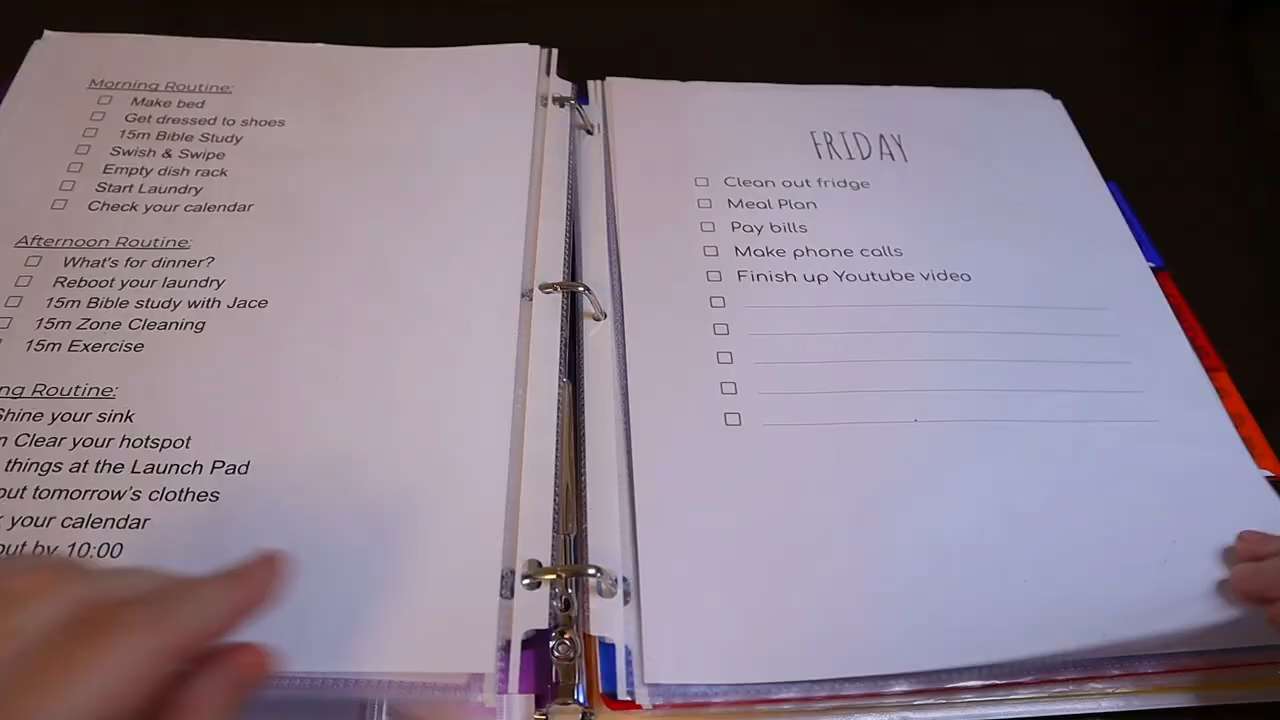 Morning Routine:
Make bed
Get dressed to shoes
15m Bible Study
Swish & Swipe
Empty dish rack
Start Laundry
Check your calendar
Afternoon Routine:
What's for dinner?
Reboot your laundry
15m Bible study with Jace
15m Zone Cleaning
15m Exercise
Routine:
Shine your sink
Clear your hotspot
things at the Launch Pad
tomorrow's clothes
your calendar
by 10:00
FRIDAY
Clean out fridge
Meal Plan
Pay bills
Make phone calls
Finish up Youtube video